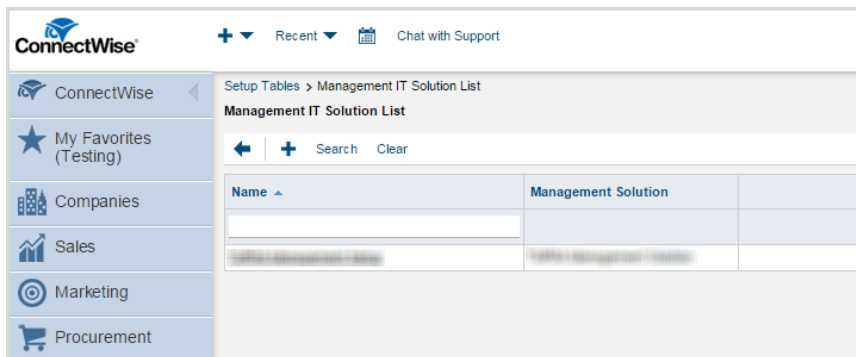 ConnectWise®
Recent
Chat with Support
ConnectWise
My Favorites
(Testing)
Companies
Sales
Marketing
Procurement
Setup Tables > Management IT Solution List
Management IT Solution List
Search Clear
Name
Management Solution